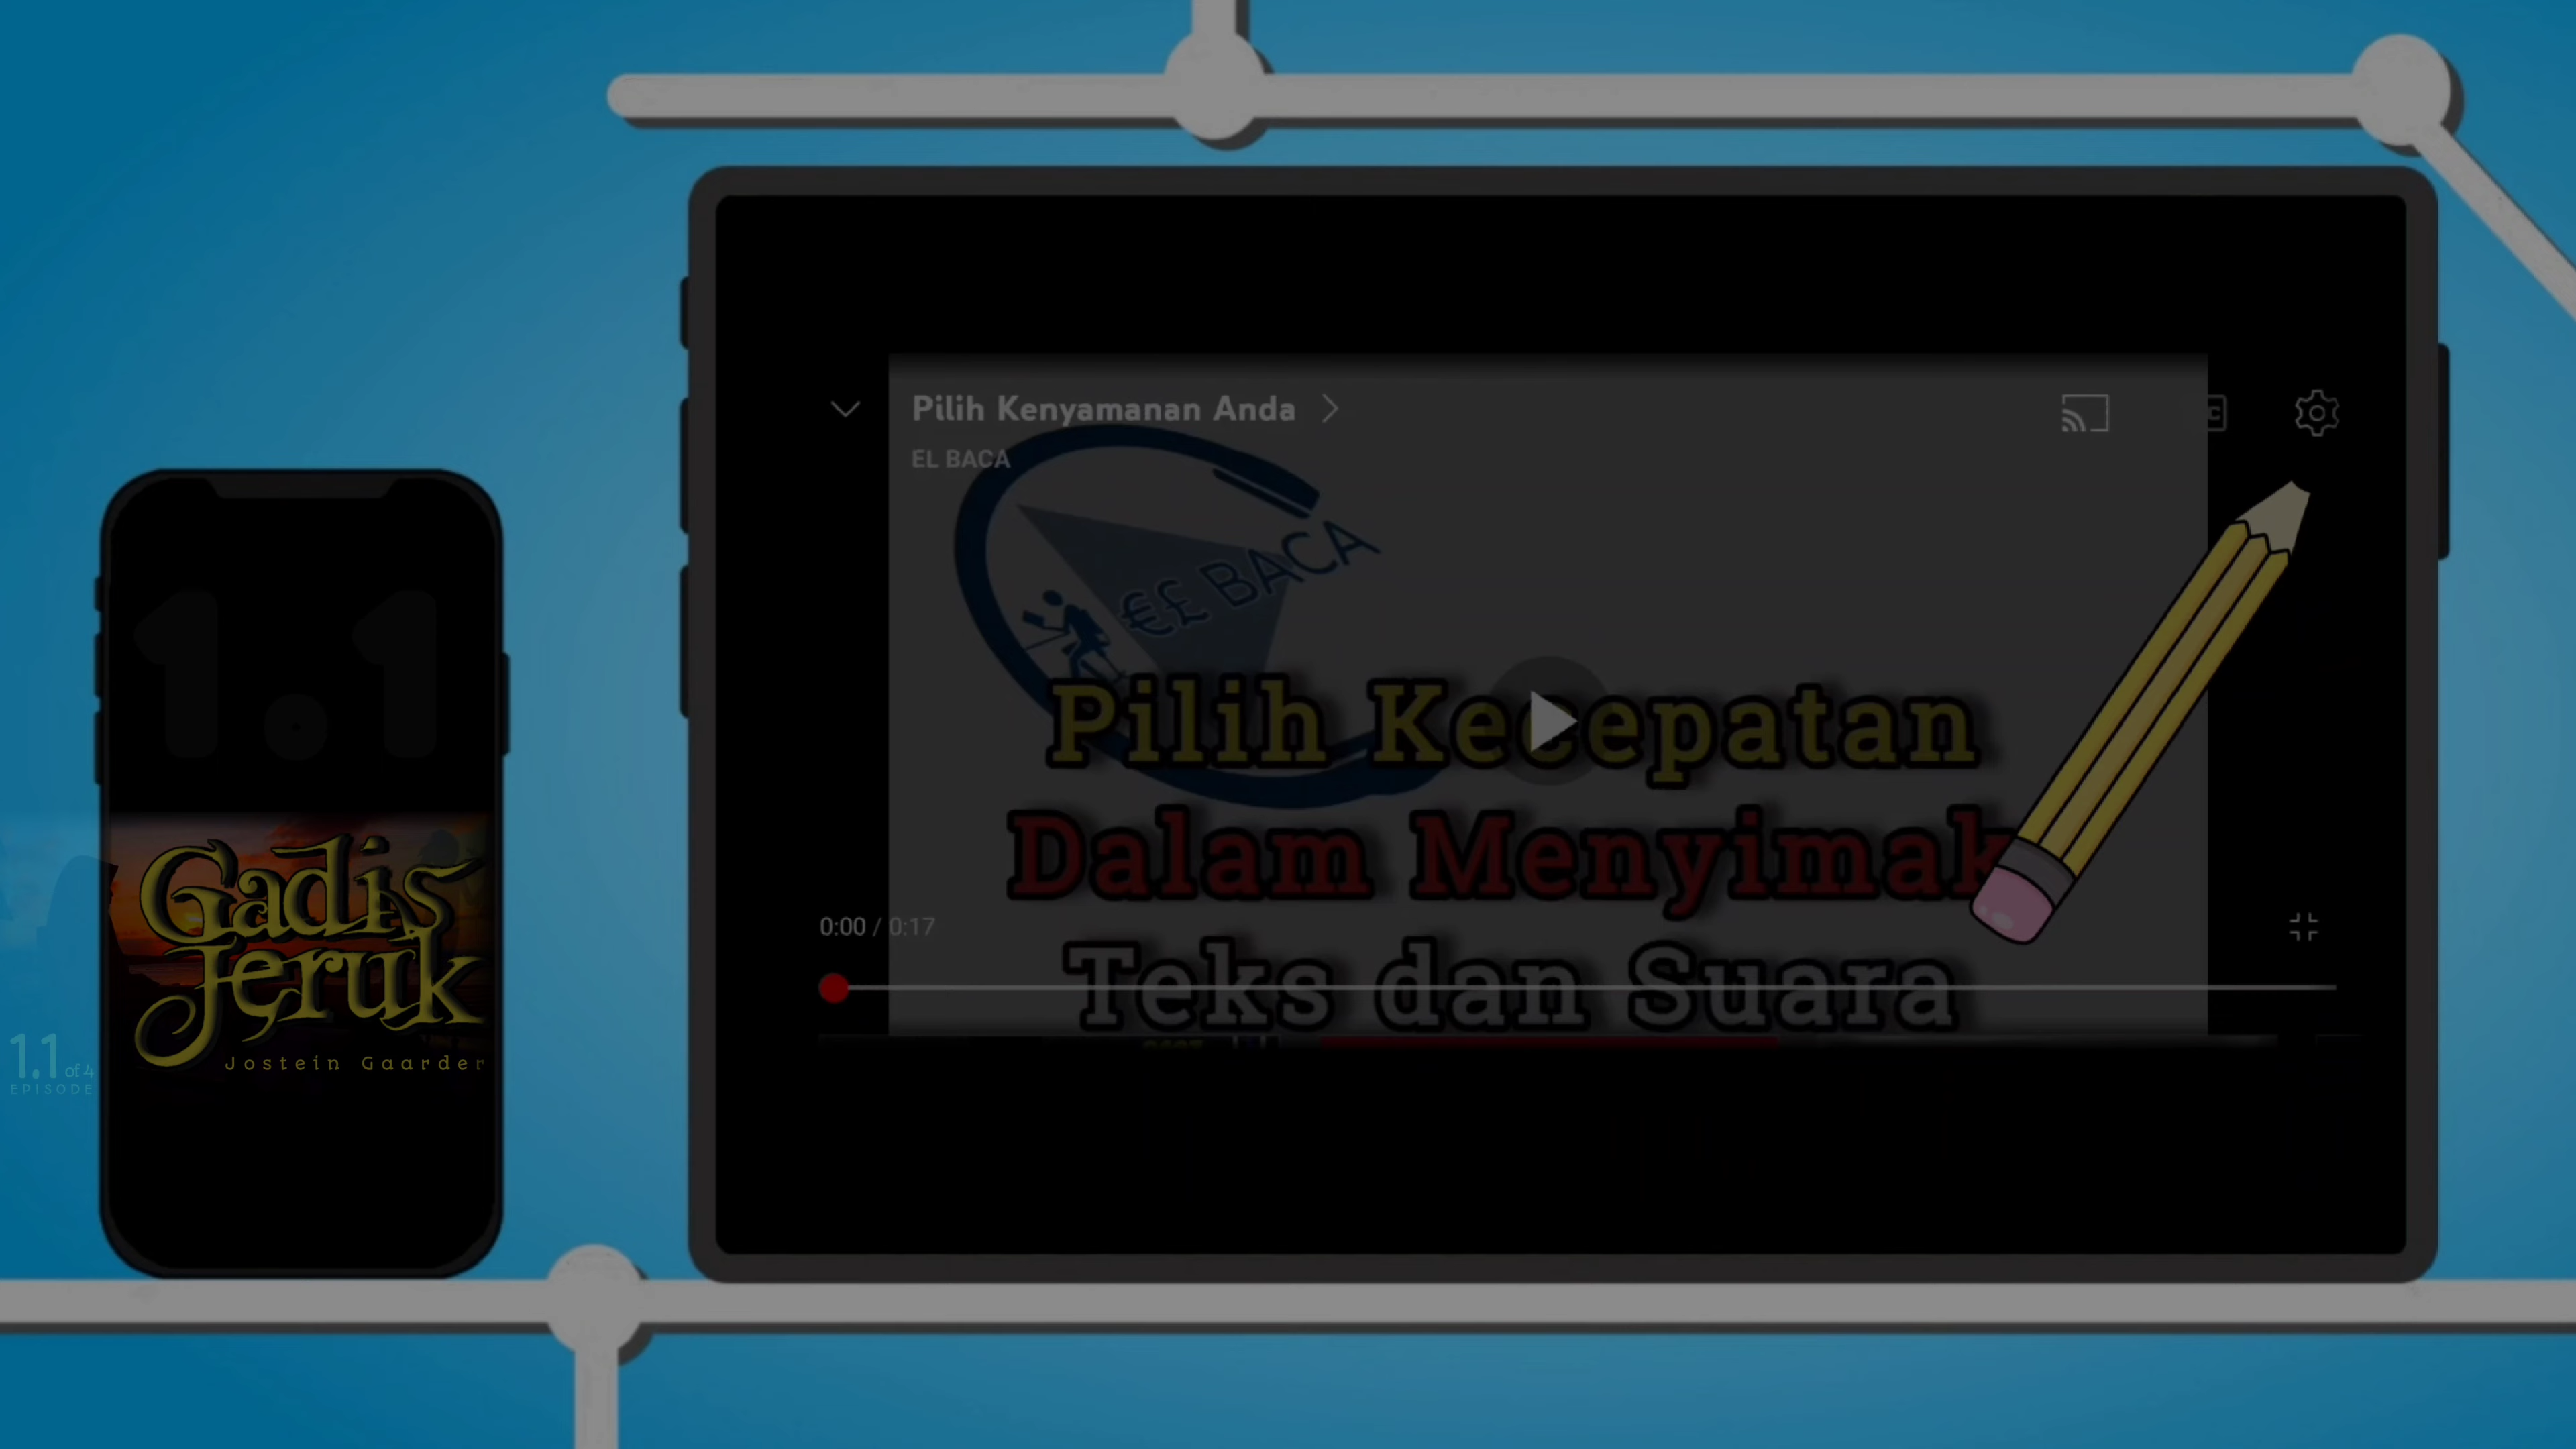 Pilih Kenyamanan Anda
EL BACA
€£ BACA
Pilih Kecepatan
Dalam Menyimak
Teks dan Suara
0:00 / 0:17
1.1
Gadis
Jeruk
Jostein Gaarder
1.1 of 4
EPISODE